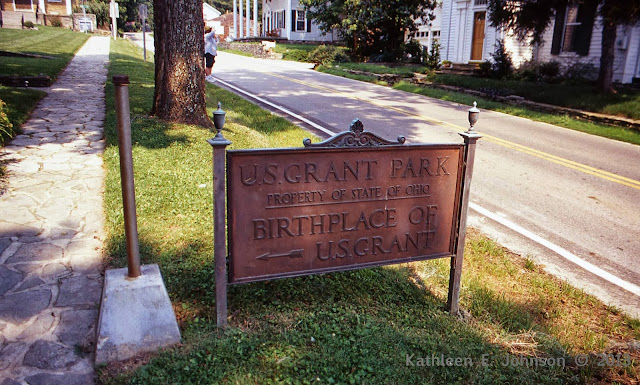 U.S. GRANT PARK
PROPERTY OF STATE OF OHIO
BIRTHPLACE OF
U.S. GRANT
Kathleen E. Johnson ©